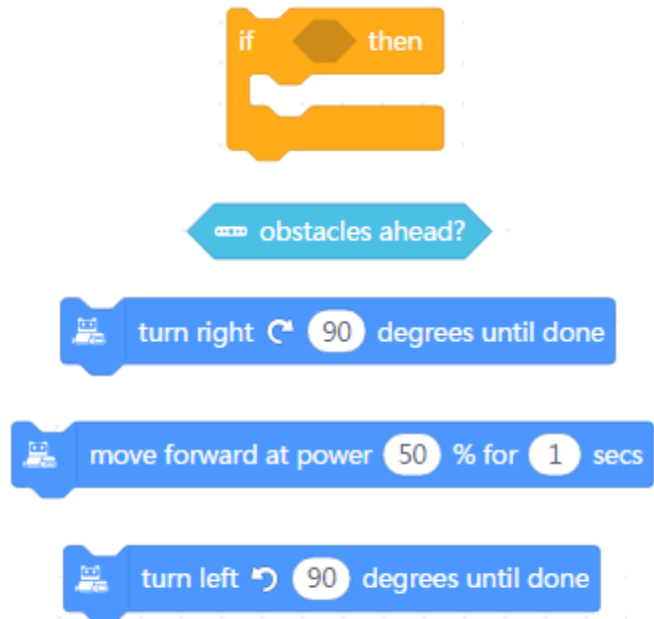 if then
obstacles ahead?
turn right 90 degrees until done
move forward at power 50 % for 1 secs
turn left 90 degrees until done